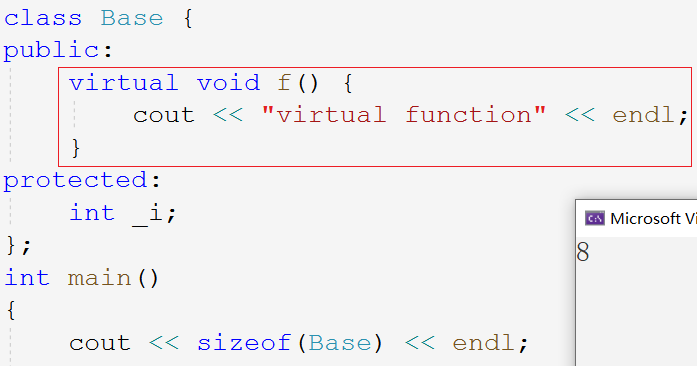 class Base {
public:
    virtual void f() {
        cout << "virtual function" << endl;
    }
protected:
    int _i;
};
int main()
{
    cout << sizeof(Base) << endl;
C:\ Microsoft Vi
8